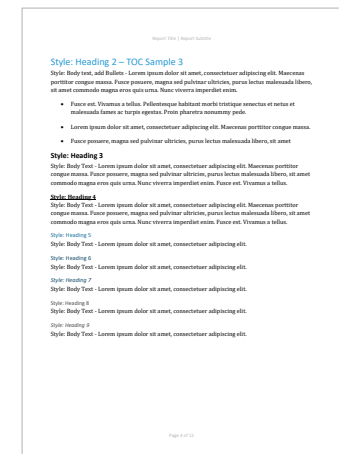 Report Title | Report Subtitle
Style: Heading 2 – TOC Sample 3
Style: Body text, add Bullets - Lorem ipsum dolor sit amet, consectetuer adipiscing elit. Maecenas
porttitor congue massa. Fusce posuere, magna sed pulvinar ultricies, purus lectus malesuada libero,
sit amet commodo magna eros quis urna. Nunc viverra imperdiet enim.
• Fusce est. Vivamus a tellus. Pellentesque habitant morbi tristique senectus et netus et
malesuada fames ac turpis egestas. Proin pharetra nonummy pede.
• Lorem ipsum dolor sit amet, consectetuer adipiscing elit. Maecenas porttitor congue massa.
• Fusce posuere, magna sed pulvinar ultricies, purus lectus malesuada libero, sit amet
Style: Heading 3
Style: Body Text - Lorem ipsum dolor sit amet, consectetuer adipiscing elit. Maecenas porttitor
congue massa. Fusce posuere, magna sed pulvinar ultricies, purus lectus malesuada libero, sit amet
commodo magna eros quis urna. Nunc viverra imperdiet enim. Fusce est. Vivamus a tellus.
Style: Heading 4
Style: Body Text - Lorem ipsum dolor sit amet, consectetuer adipiscing elit. Maecenas porttitor
congue massa. Fusce posuere, magna sed pulvinar ultricies, purus lectus malesuada libero, sit amet
commodo magna eros quis urna. Nunc viverra imperdiet enim. Fusce est. Vivamus a tellus.
Style: Heading 5
Style: Body Text - Lorem ipsum dolor sit amet, consectetuer adipiscing elit.
Style: Heading 6
Style: Body Text - Lorem ipsum dolor sit amet, consectetuer adipiscing elit.
Style: Heading 7
Style: Body Text - Lorem ipsum dolor sit amet, consectetuer adipiscing elit.
Style: Heading 8
Style: Body Text - Lorem ipsum dolor sit amet, consectetuer adipiscing elit.
Style: Heading 9
Style: Body Text - Lorem ipsum dolor sit amet, consectetuer adipiscing elit.
Page 9 of